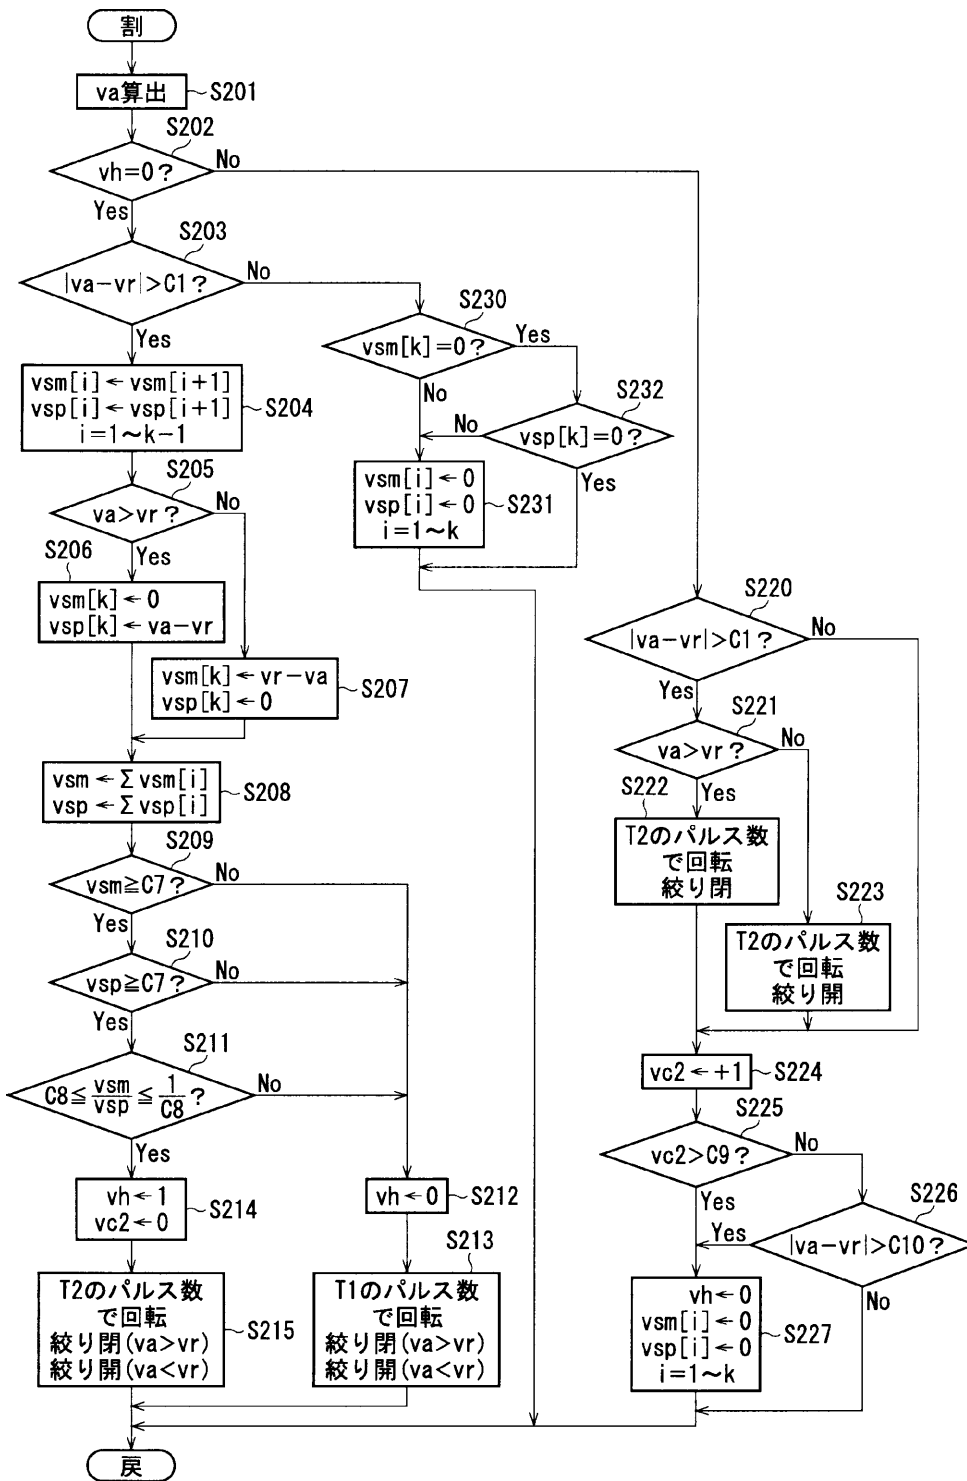 割
va算出
S201
S202
vh=0?
No
Yes
S203
|va-vr|>C1?
No
Yes
S230
vsm[k]=0?
Yes
No
S232
vsp[k]=0?
No
Yes
vsm[i]←vsm[i+1]
vsp[i]←vsp[i+1]
i=1~k-1
S204
S205
va>vr?
No
Yes
vsm[i]←0
vsp[i]←0
i=1~k
S231
S206
vsm[k]←0
vsp[k]←va-vr
vsm[k]←vr-va
vsp[k]←0
S207
S220
|va-vr|>C1?
No
Yes
S221
va>vr?
No
Yes
S222
T2のパルス数
で回転
絞り閉
S223
T2のパルス数
で回転
絞り開
vsm←Σvsm[i]
vsp←Σvsp[i]
S208
S209
vsm≧C7?
No
Yes
S210
vsp≧C7?
No
Yes
S211
C8≦vsm/vsp≦1/C8?
No
Yes
vh←1
vc2←0
S214
vh←0
S212
S213
T2のパルス数
で回転
絞り閉(va>vr)
絞り開(va<vr)
S215
T1のパルス数
で回転
絞り閉(va>vr)
絞り開(va<vr)
vc2←+1
S224
S225
vc2>C9?
No
Yes
S226
|va-vr|>C10?
Yes
No
vh←0
vsm[i]←0
vsp[i]←0
i=1~k
S227
戻